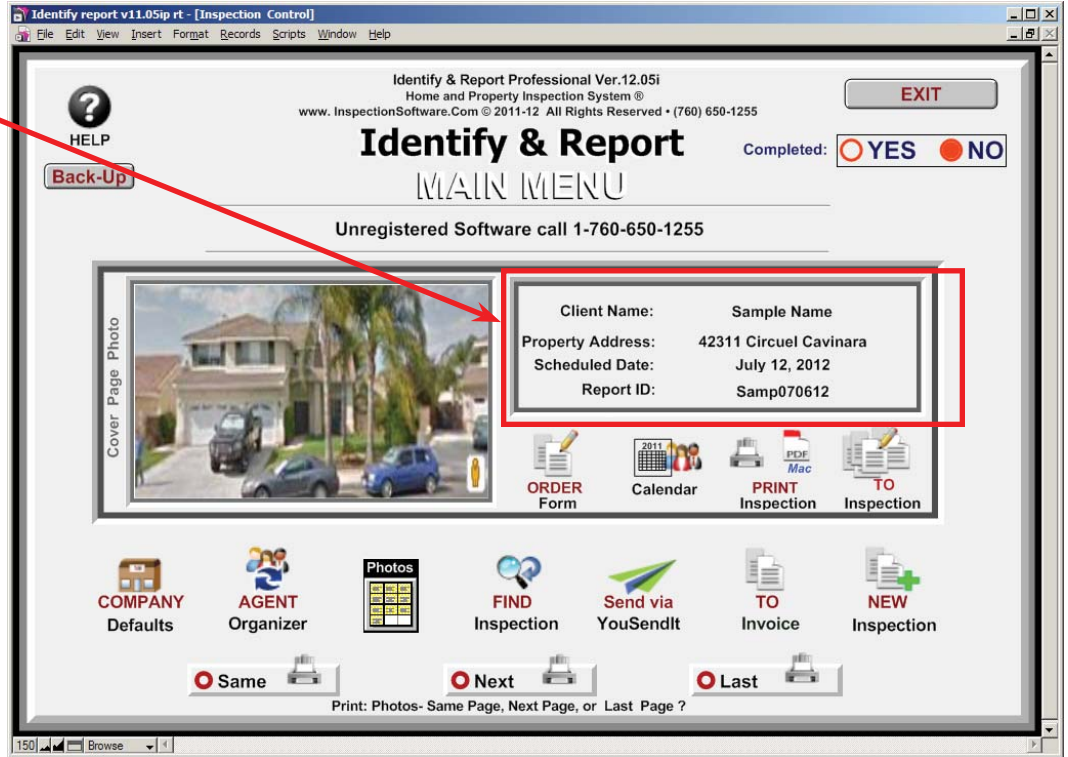 Identify report v11.05ip rt - [Inspection Control]
File Edit View Insert Format Records Scripts Window Help
Identify & Report Professional Ver.12.05i
Home and Property Inspection System ®
www. InspectionSoftware.Com © 2011-12 All Rights Reserved • (760) 650-1255
EXIT
HELP
Identify & Report
Completed: YES NO
Back-Up
MAIN MENU
Unregistered Software call 1-760-650-1255
Cover Page Photo
Client Name: Sample Name
Property Address: 42311 Circuel Cavinara
Scheduled Date: July 12, 2012
Report ID: Samp070612
2011
PDF
Mac
ORDER
Form
Calendar
PRINT
Inspection
TO
Inspection
Photos
COMPANY
Defaults
AGENT
Organizer
FIND
Inspection
Send via
YouSendIt
TO
Invoice
NEW
Inspection
Same
Next
Last
Print: Photos- Same Page, Next Page, or Last Page ?
150 Browse